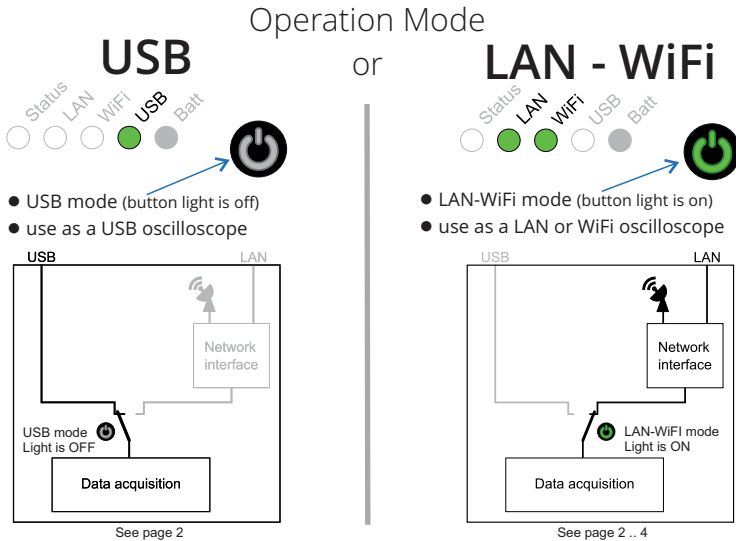 Operation Mode
USB
or
LAN - WiFi
Status
LAN
WiFi
USB
Batt
● USB mode (button light is off)
● use as a USB oscilloscope
USB
LAN
Network
interface
USB mode
Light is OFF
Data acquisition
See page 2
Status
LAN
WiFi
USB
Batt
● LAN-WiFi mode (button light is on)
● use as a LAN or WiFi oscilloscope
USB
LAN
Network
interface
LAN-WiFI mode
Light is ON
Data acquisition
See page 2 .. 4